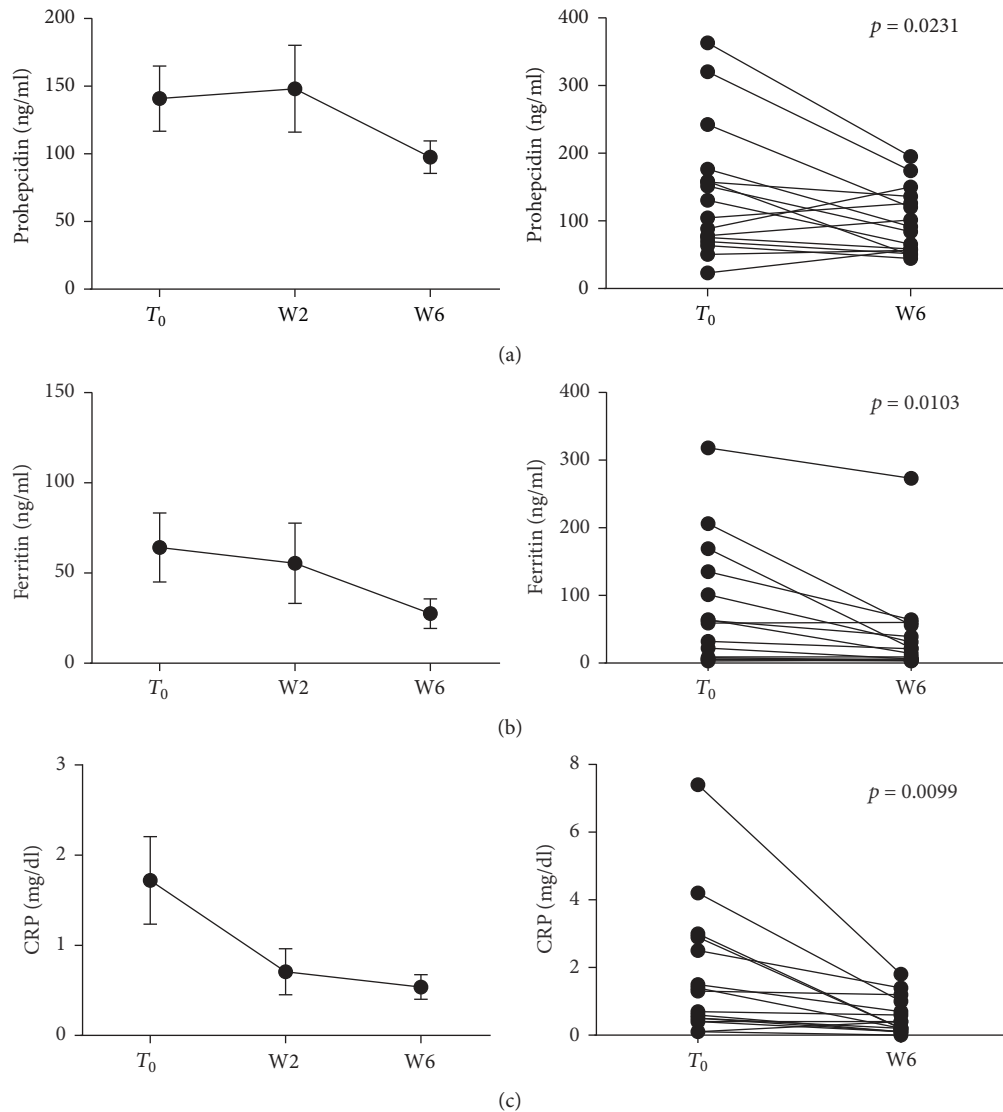 200
150
100
50
0
Prohepcidin (ng/ml)
T0
W2
W6
400
300
200
100
0
Prohepcidin (ng/ml)
p = 0.0231
T0
W6
(a)
150
100
50
0
Ferritin (ng/ml)
T0
W2
W6
400
300
200
100
0
Ferritin (ng/ml)
p = 0.0103
T0
W6
(b)
3
2
1
0
CRP (mg/dl)
T0
W2
W6
8
6
4
2
0
CRP (mg/dl)
p = 0.0099
T0
W6
(c)